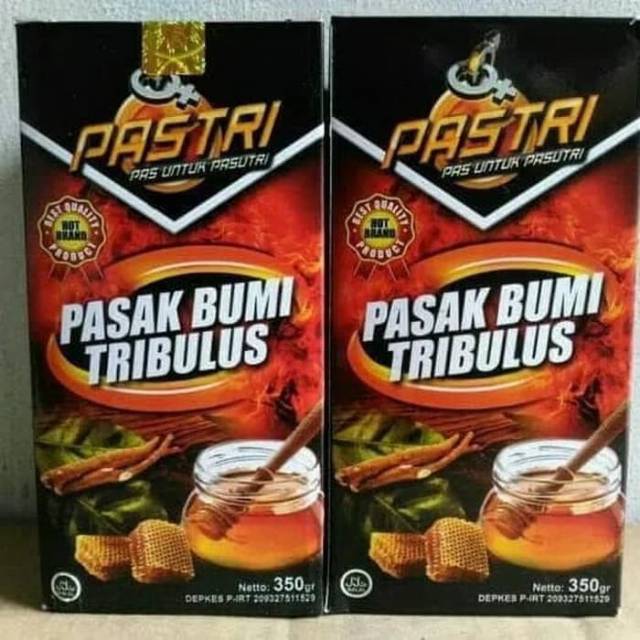 PASTRI
PAS UNTUK PASUTRI
BEST QUALITY
HOT
BRAND
PRODUCT
PASAK BUMI
TRIBULUS
Netto: 350gr
DEPKES P-IRT 209327511529
PASTRI
PAS UNTUK PASUTRI
BEST QUALITY
HOT
BRAND
PRODUCT
PASAK BUMI
TRIBULUS
Netto: 350gr
DEPKES P-IRT 209327511529